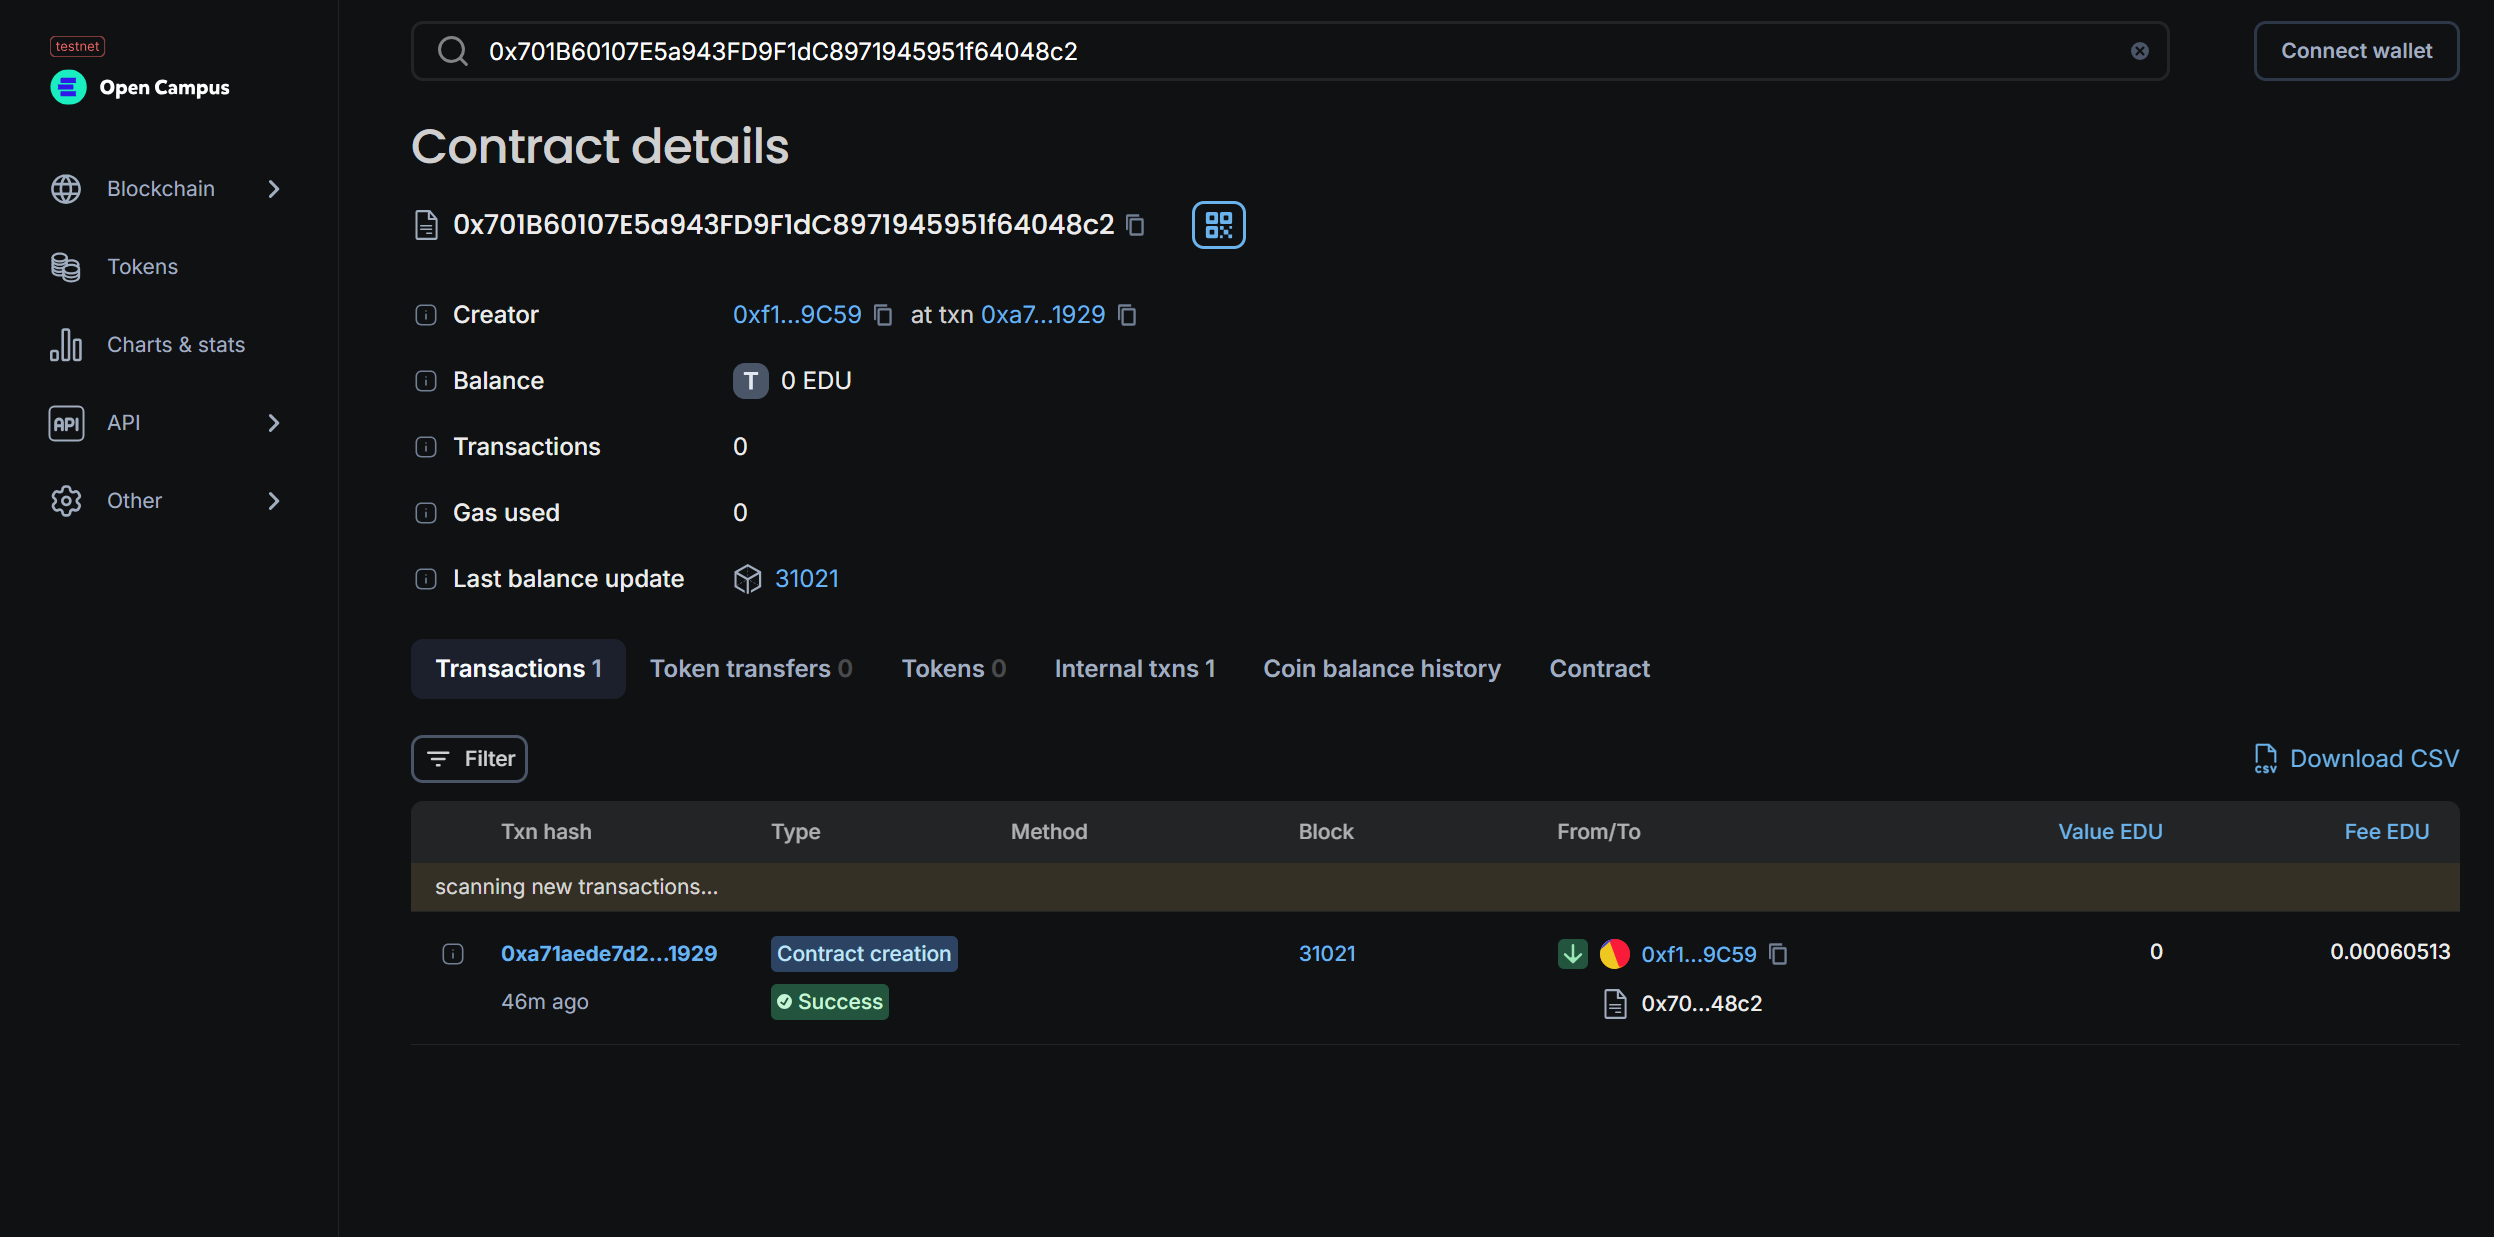 testnet
Open Campus
Blockchain
Tokens
Charts & stats
API
API
Other
0x701B60107E5a943FD9F1dC8971945951f64048c2
Connect wallet
Contract details
0x701B60107E5a943FD9F1dC8971945951f64048c2
Creator 0xf1...9C59 at txn 0xa7...1929
Balance T 0 EDU
Transactions 0
Gas used 0
Last balance update 31021
Transactions 1 Token transfers 0 Tokens 0 Internal txns 1 Coin balance history Contract
Filter
CSV Download CSV
Txn hash Type Method Block From/To Value EDU Fee EDU
scanning new transactions...
0xa71aede7d2...1929 Contract creation 31021 0xf1...9C59 0 0.00060513
46m ago Success 0x70...48c2